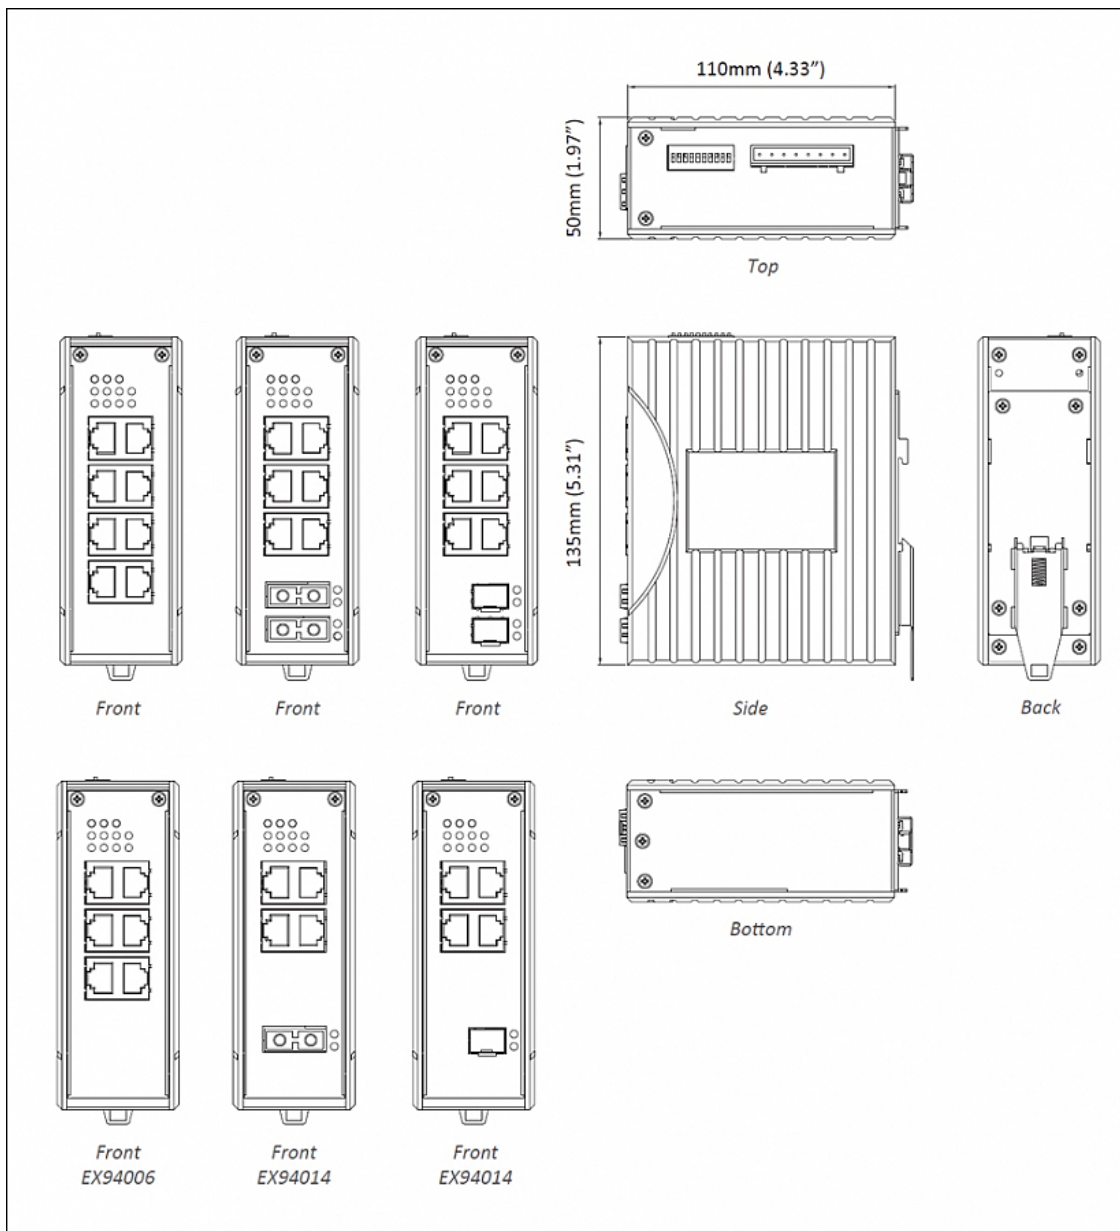 110mm (4.33”)
50mm (1.97”)
Top
135mm (5.31”)
Front
Front
Front
Side
Back
Bottom
Front
EX94006
Front
EX94014
Front
EX94014